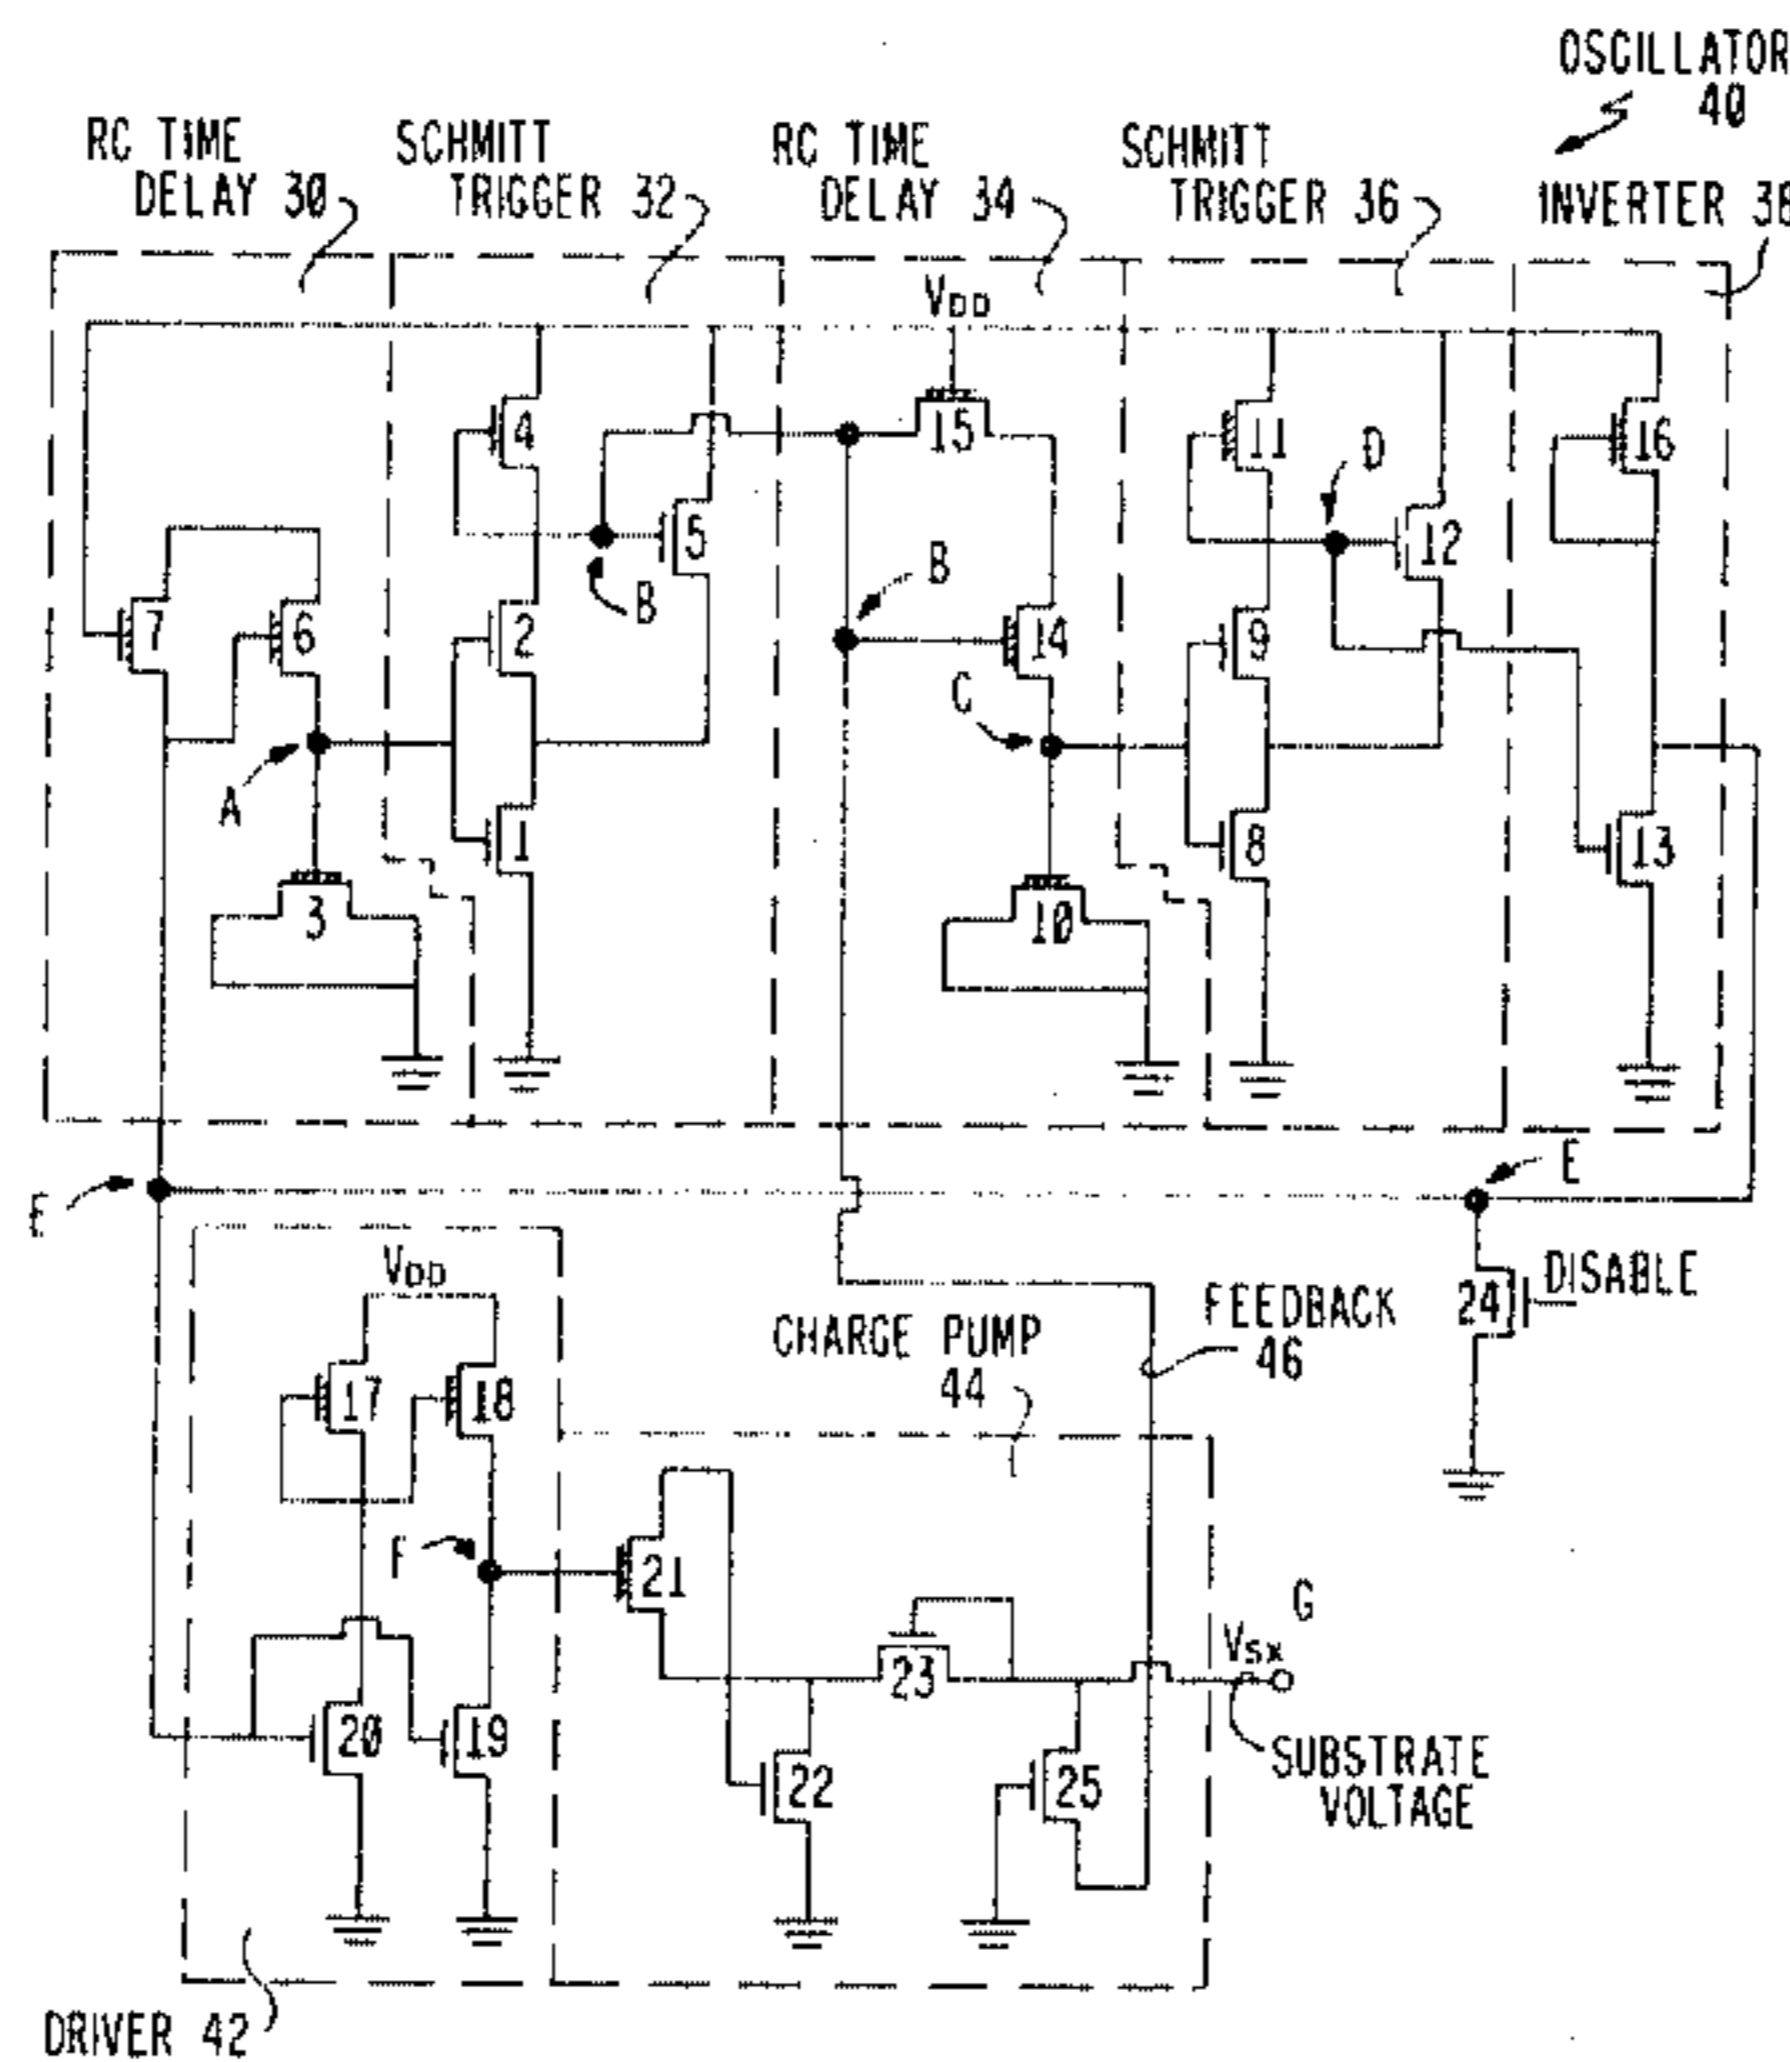 OSCILLATOR
40
RC TIME
DELAY 30
SCHMITT
TRIGGER 32
RC TIME
DELAY 34
SCHMITT
TRIGGER 36
INVERTER 38
VDD
4
15
11
D
16
5
12
B
B
7
6
2
14
9
C
A
1
8
13
3
10
E
E
VDD
DISABLE
24
FEEDBACK
46
CHARGE PUMP
44
17
18
F
21
G
VSX
23
20
19
22
25
SUBSTRATE
VOLTAGE
DRIVER 42